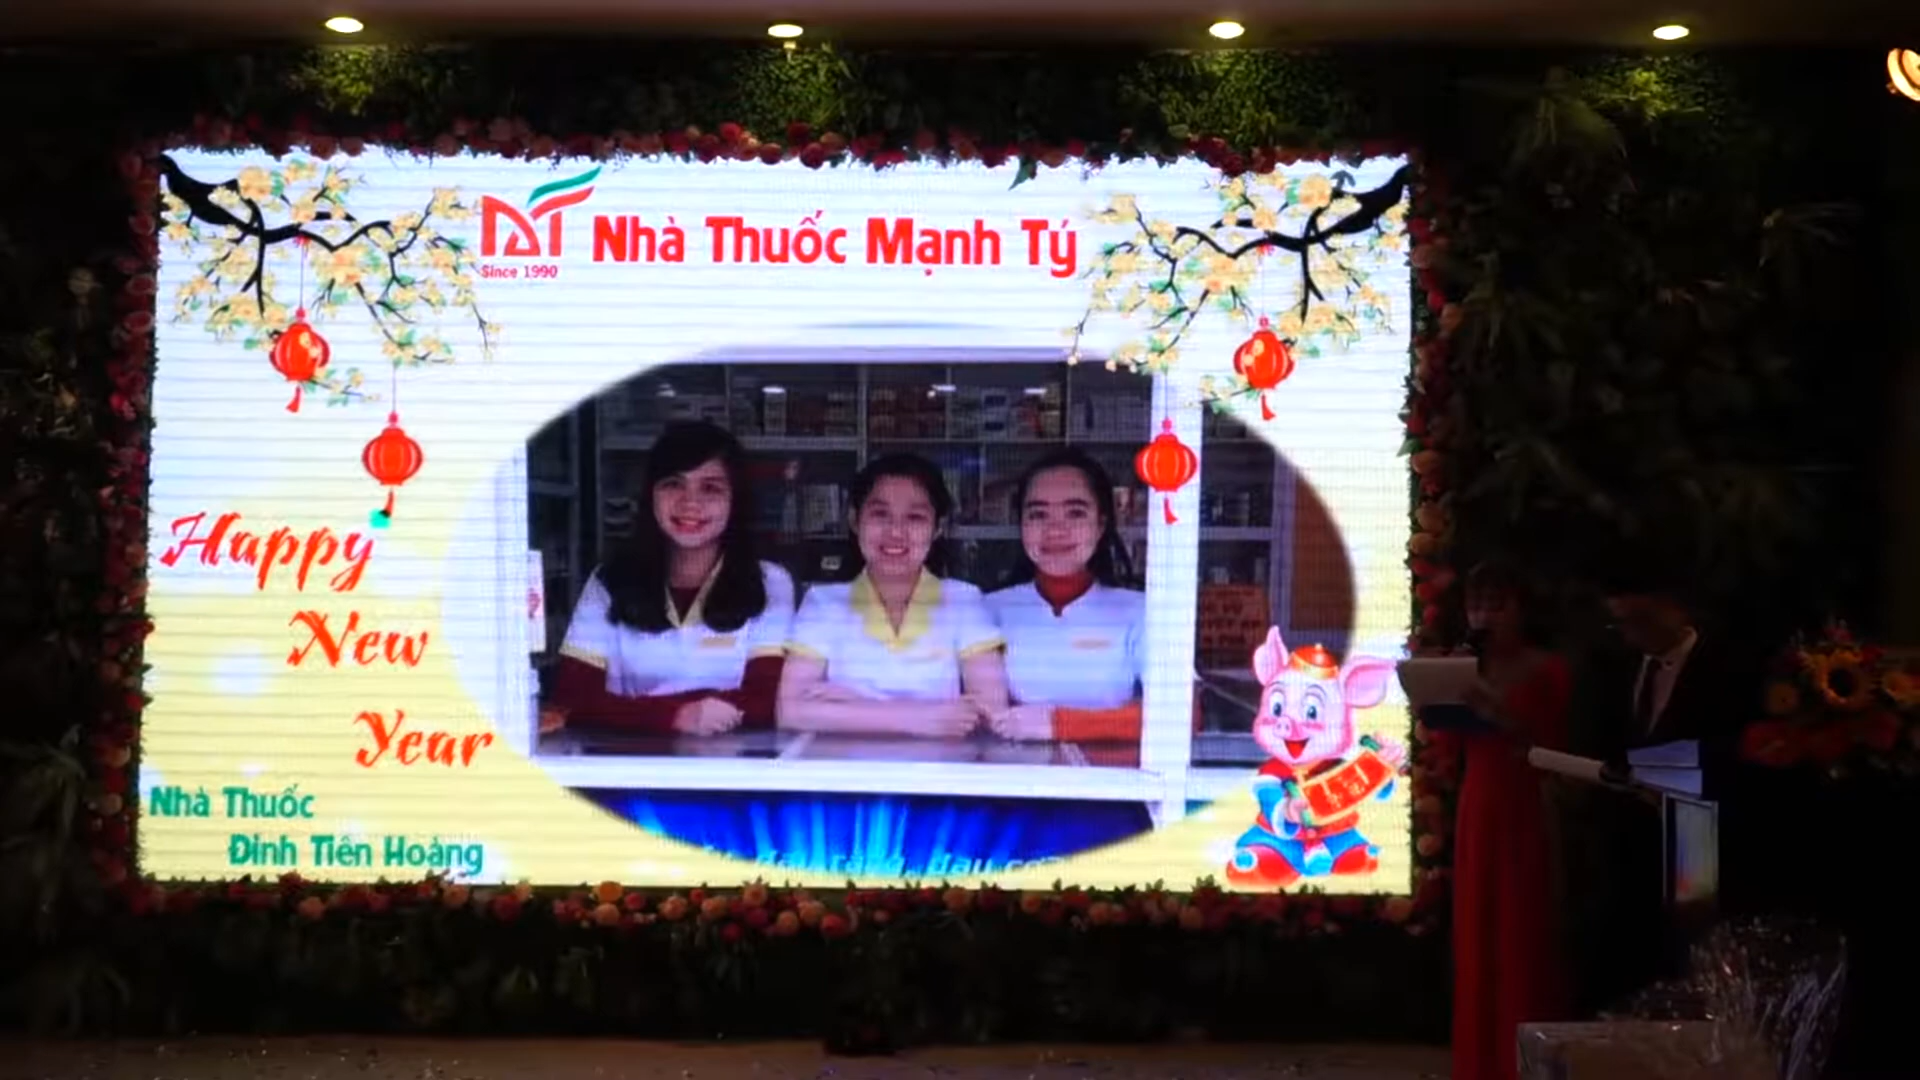 Nhà Thuốc Mạnh Tý
Since 1990
Happy
New
Year
Nhà Thuốc
Đinh Tiên Hoàng